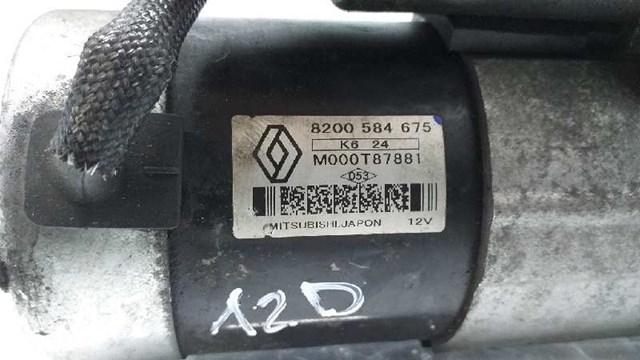 8200 584 675
K6 24
M000T87881
D53
MITSUBISHI.JAPON 12V
12D